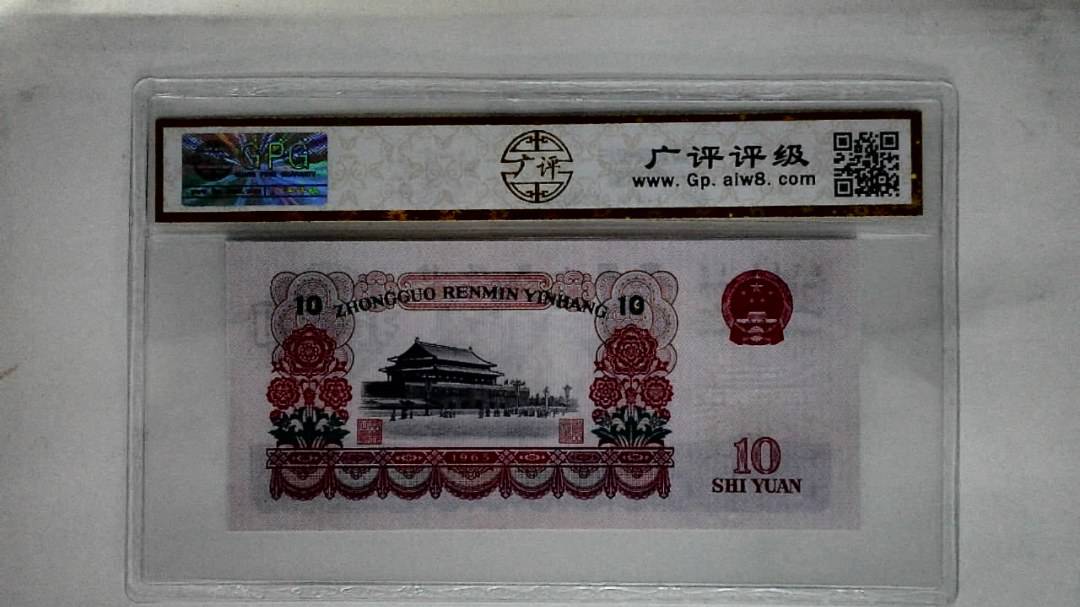 GPG
广评
广评评级
www. Gp. alw8. com
10 ZHONGGUO RENMIN YINHANG 10
1965
10
SHI YUAN